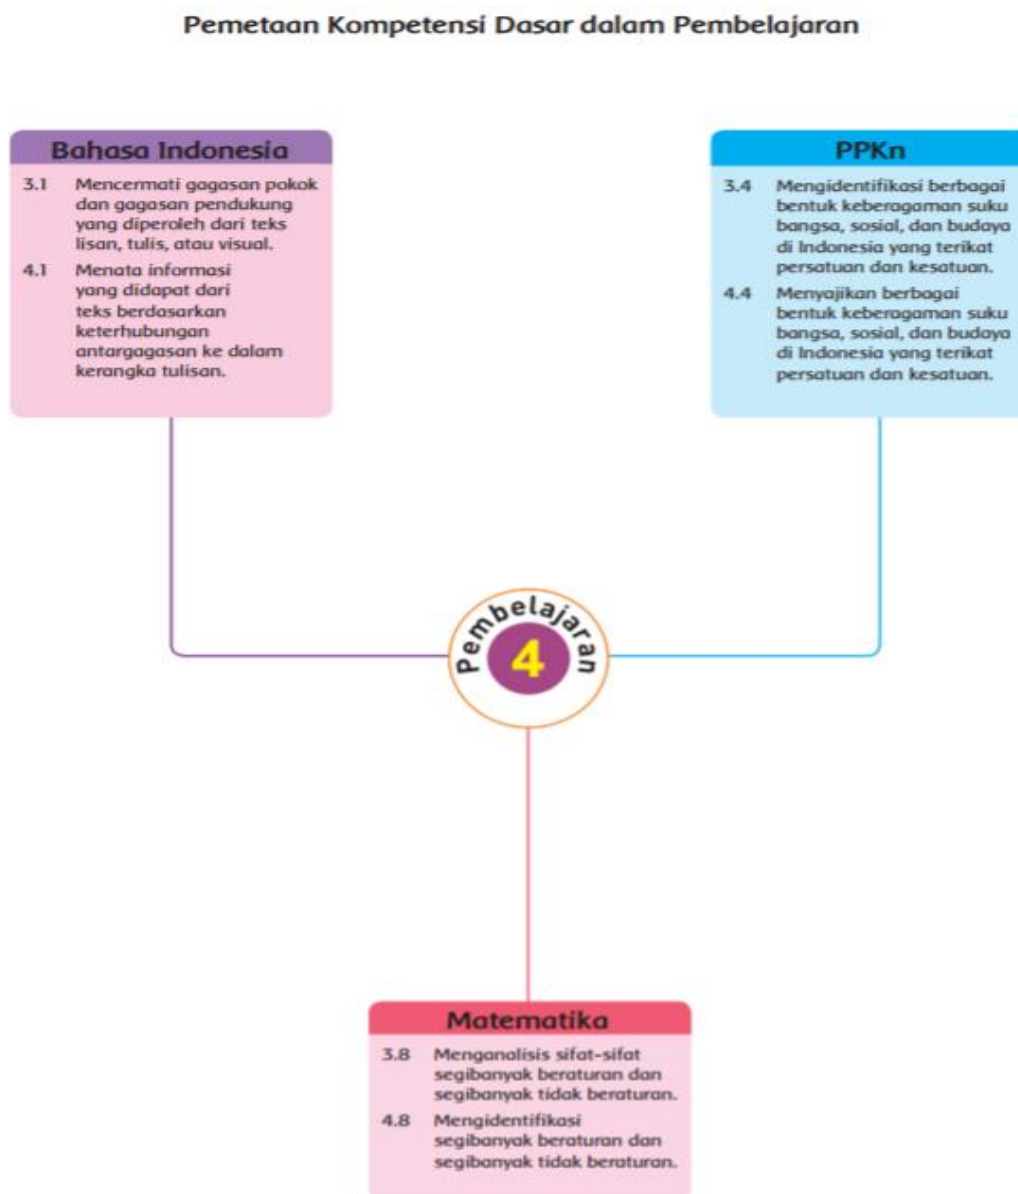 Pemetaan Kompetensi Dasar dalam Pembelajaran
Bahasa Indonesia
3.1 Mencermati gagasan pokok
dan gagasan pendukung
yang diperoleh dari teks
lisan, tulis, atau visual.
4.1 Menata informasi
yang didapat dari
teks berdasarkan
keterhubungan
antargagasan ke dalam
kerangka tulisan.
PPKn
3.4 Mengidentifikasi berbagai
bentuk keberagaman suku
bangsa, sosial, dan budaya
di Indonesia yang terikat
persatuan dan kesatuan.
4.4 Menyajikan berbagai
bentuk keberagaman suku
bangsa, sosial, dan budaya
di Indonesia yang terikat
persatuan dan kesatuan.
Pembelajaran
4
Matematika
3.8 Menganalisis sifat-sifat
segibanyak beraturan dan
segibanyak tidak beraturan.
4.8 Mengidentifikasi
segibanyak beraturan dan
segibanyak tidak beraturan.